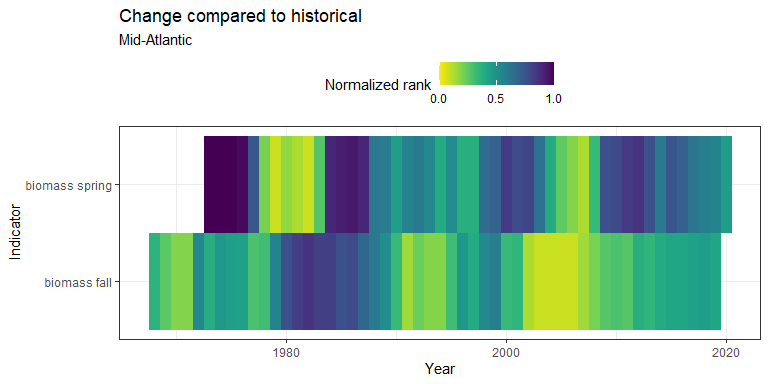 Change compared to historical
Mid-Atlantic
Normalized rank
0.0 0.5 1.0
Indicator
biomass spring
biomass fall
1980 2000 2020
Year